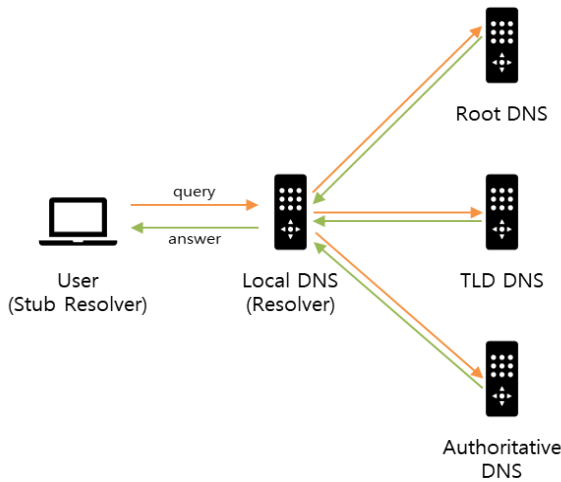 Root DNS
query
answer
User
(Stub Resolver)
Local DNS
(Resolver)
TLD DNS
Authoritative
DNS